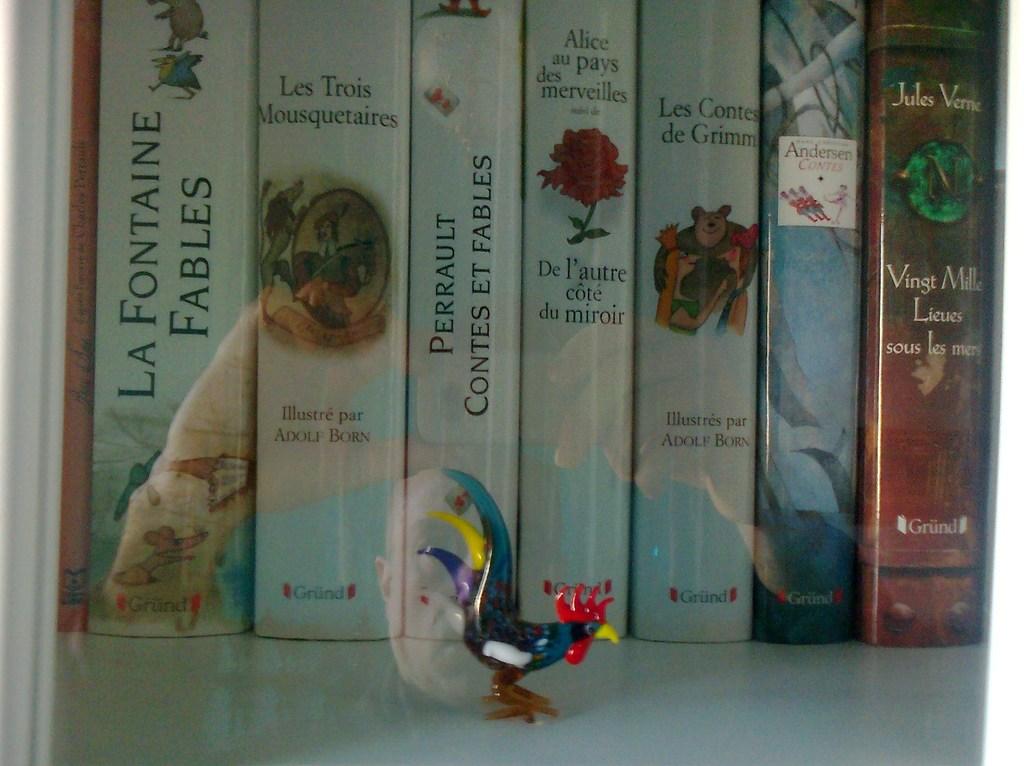 LA FONTAINE
FABLES
Gründ
Les Trois
Mousquetaires
Illustré par
ADOLF BORN
Gründ
PERRAULT
CONTES ET FABLES
Alice
au pays
des
merveilles
suivi de
De l'autre
côté
du miroir
Gründ
Les Contes
de Grimm
Illustrés par
ADOLF BORN
Gründ
Andersen
CONTES
Gründ
Jules Verne
N
Vingt Mille
Lieues
sous les mers
Gründ